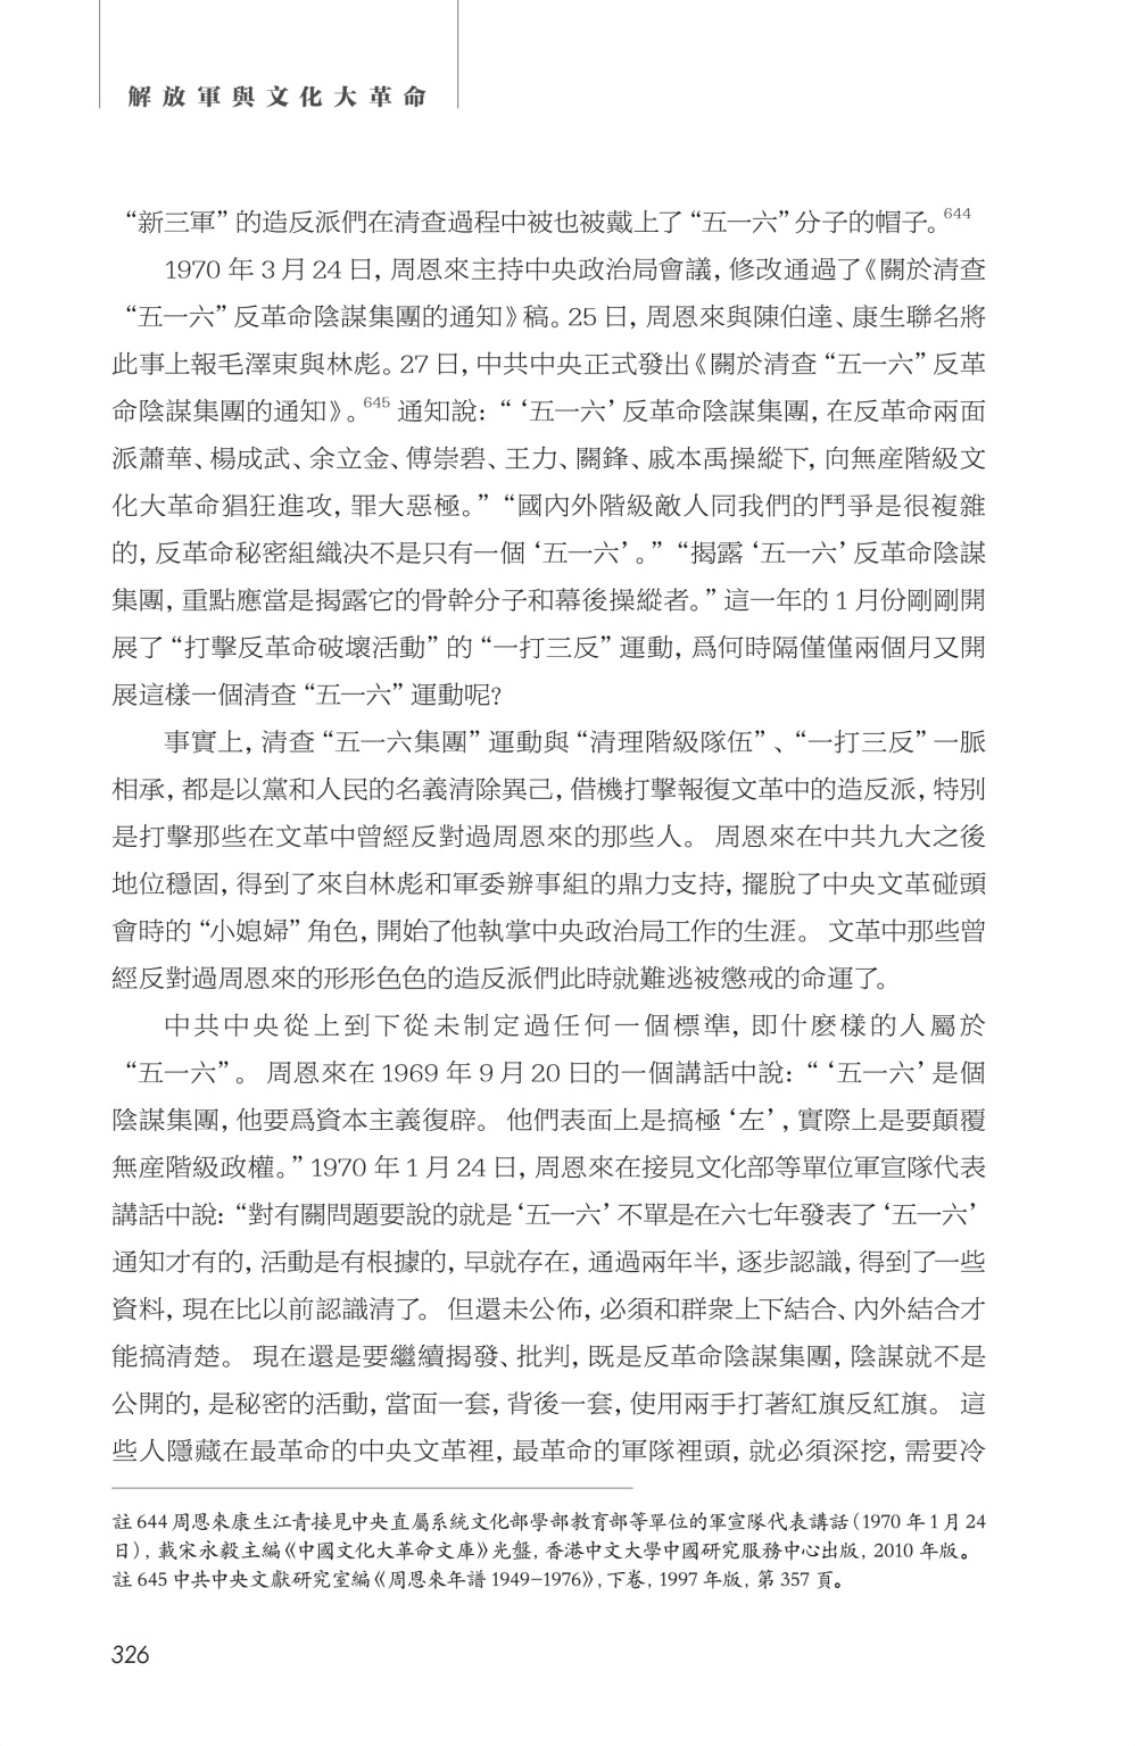 解放軍與文化大革命
“新三軍”的造反派們在清查過程中被也被戴上了“五一六”分子的帽子。644
1970 年 3 月 24 日，周恩來主持中央政治局會議，修改通過了《關於清查
“五一六”反革命陰謀集團的通知》稿。25 日，周恩來與陳伯達、康生聯名將
此事上報毛澤東與林彪。27 日，中共中央正式發出《關於清查“五一六”反革
命陰謀集團的通知》。645 通知說：“‘五一六’反革命陰謀集團，在反革命兩面
派蕭華、楊成武、余立金、傅崇碧、王力、關鋒、戚本禹操縱下，向無産階級文
化大革命猖狂進攻，罪大惡極。”“國內外階級敵人同我們的鬥爭是很複雜
的，反革命秘密組織決不是只有一個‘五一六’。”“揭露‘五一六’反革命陰謀
集團，重點應當是揭露它的骨幹分子和幕後操縱者。”這一年的 1 月份剛剛開
展了“打擊反革命破壞活動”的“一打三反”運動，爲何時隔僅僅兩個月又開
展這樣一個清查“五一六”運動呢?
事實上，清查“五一六集團”運動與“清理階級隊伍”、“一打三反”一脈
相承，都是以黨和人民的名義清除異己，借機打擊報復文革中的造反派，特別
是打擊那些在文革中曾經反對過周恩來的那些人。周恩來在中共九大之後
地位穩固，得到了來自林彪和軍委辦事組的鼎力支持，擺脫了中央文革碰頭
會時的“小媳婦”角色，開始了他執掌中央政治局工作的生涯。文革中那些曾
經反對過周恩來的形形色色的造反派們此時就難逃被懲戒的命運了。
中共中央從上到下從未制定過任何一個標準，即什麽樣的人屬於
“五一六”。周恩來在 1969 年 9 月 20 日的一個講話中說：“‘五一六’是個
陰謀集團，他要爲資本主義復辟。他們表面上是搞極‘左’，實際上是要顛覆
無産階級政權。”1970 年 1 月 24 日，周恩來在接見文化部等單位軍宣隊代表
講話中說：“對有關問題要說的就是‘五一六’不單是在六七年發表了‘五一六’
通知才有的，活動是有根據的，早就存在，通過兩年半，逐步認識，得到了一些
資料，現在比以前認識清了。但還未公佈，必須和群衆上下結合、內外結合才
能搞清楚。現在還是要繼續揭發、批判，既是反革命陰謀集團，陰謀就不是
公開的，是秘密的活動，當面一套，背後一套，使用兩手打著紅旗反紅旗。這
些人隱藏在最革命的中央文革裡，最革命的軍隊裡頭，就必須深挖，需要冷
註 644 周恩來康生江青接見中央直屬系統文化部學部教育部等單位的軍宣隊代表講話（1970 年 1 月 24
日），載宋永毅主編《中國文化大革命文庫》光盤，香港中文大學中國研究服務中心出版，2010 年版。
註 645 中共中央文獻研究室編《周恩來年譜 1949–1976》，下卷，1997 年版，第 357 頁。
326